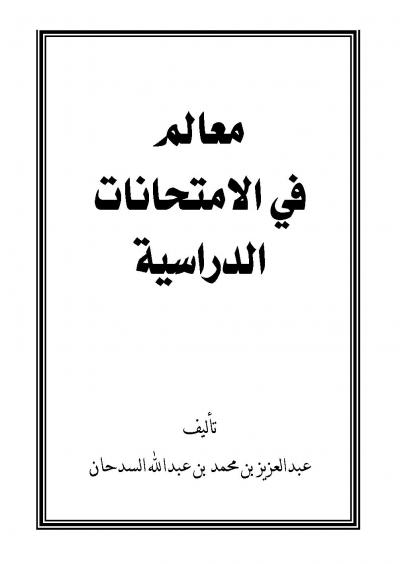 معالم
في الامتحانات
الدراسية
تأليف
عبدالعزيز بن محمد بن عبدالله السدحان